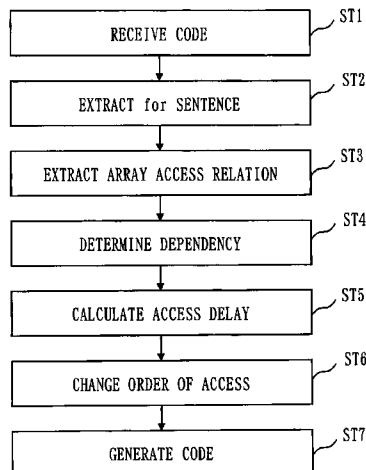 ST1
RECEIVE CODE
ST2
EXTRACT for SENTENCE
ST3
EXTRACT ARRAY ACCESS RELATION
ST4
DETERMINE DEPENDENCY
ST5
CALCULATE ACCESS DELAY
ST6
CHANGE ORDER OF ACCESS
ST7
GENERATE CODE